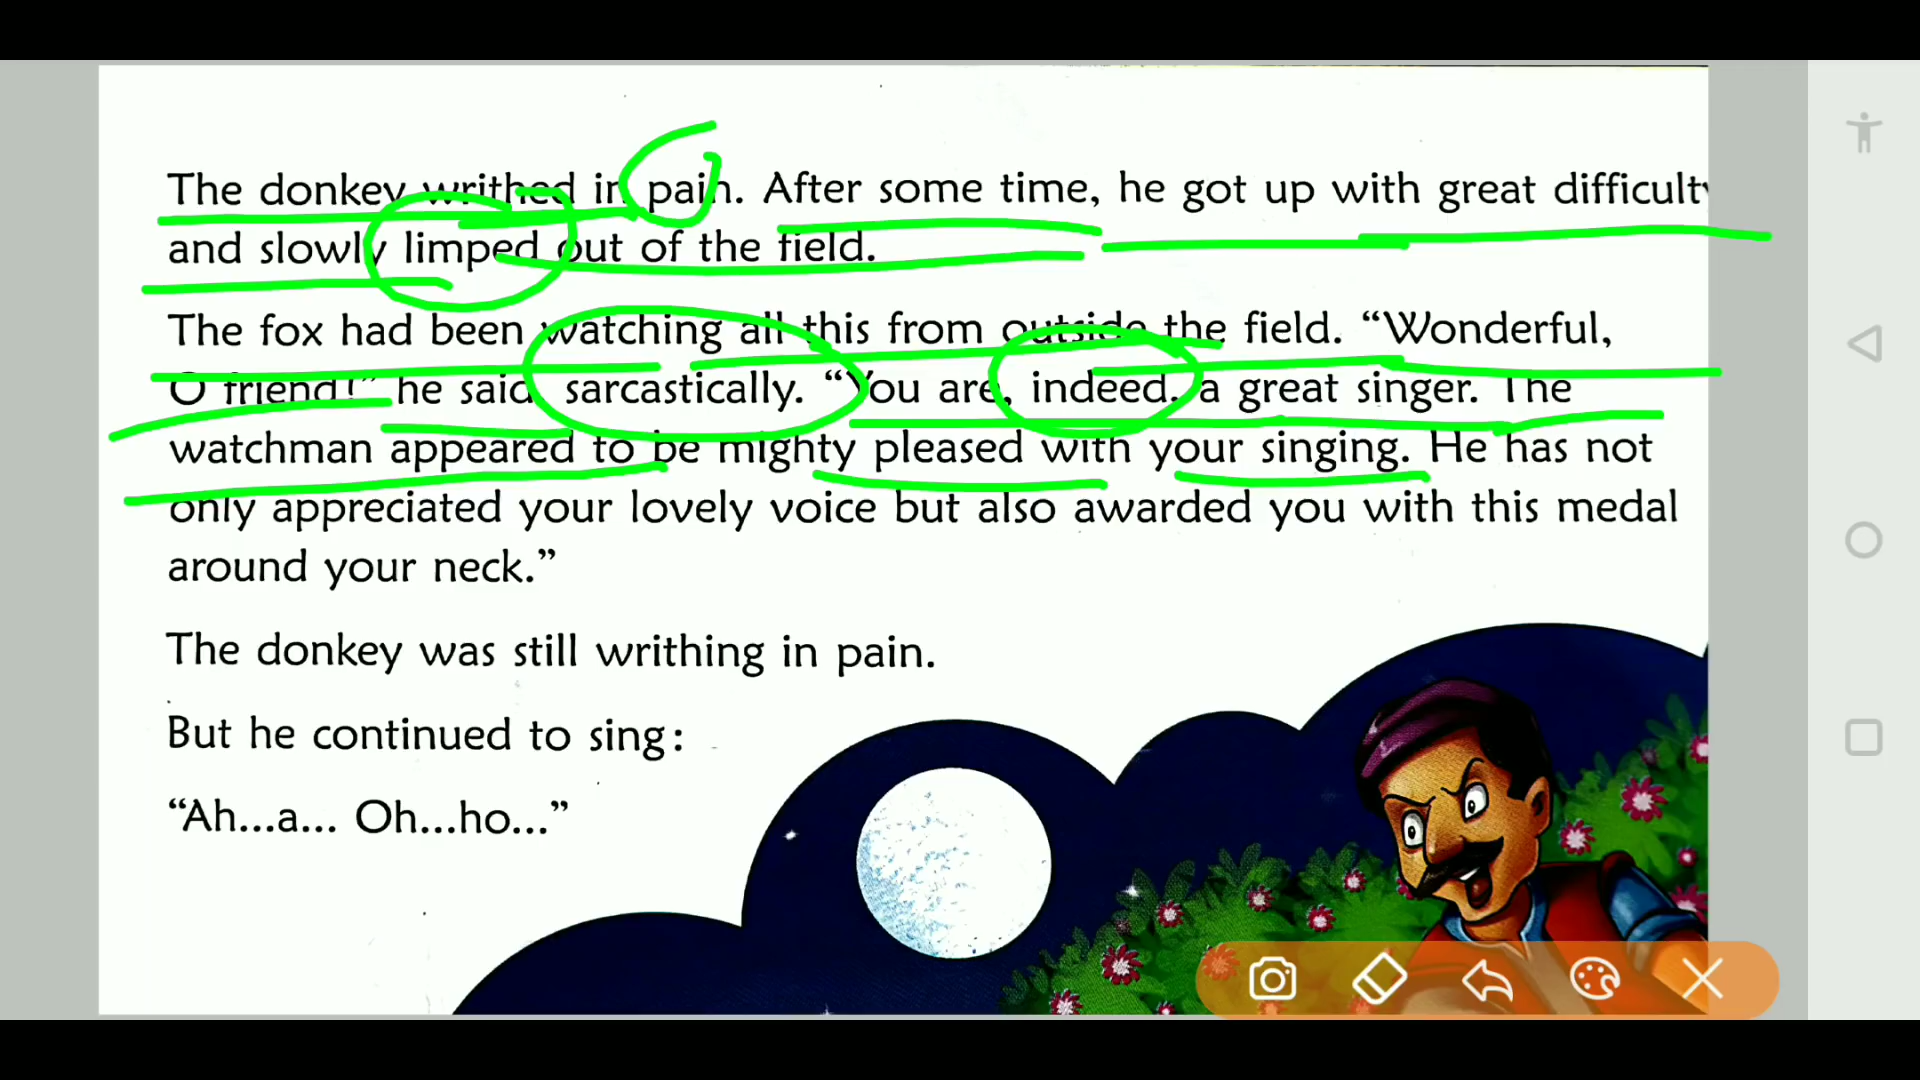 The donkey writhed in pain. After some time, he got up with great difficulty
and slowly limped out of the field.
The fox had been watching all this from outside the field. “Wonderful,
O friend!” he said sarcastically. “You are, indeed, a great singer. The
watchman appeared to be mighty pleased with your singing. He has not
only appreciated your lovely voice but also awarded you with this medal
around your neck.”
The donkey was still writhing in pain.
But he continued to sing:
“Ah...a... Oh...ho...”